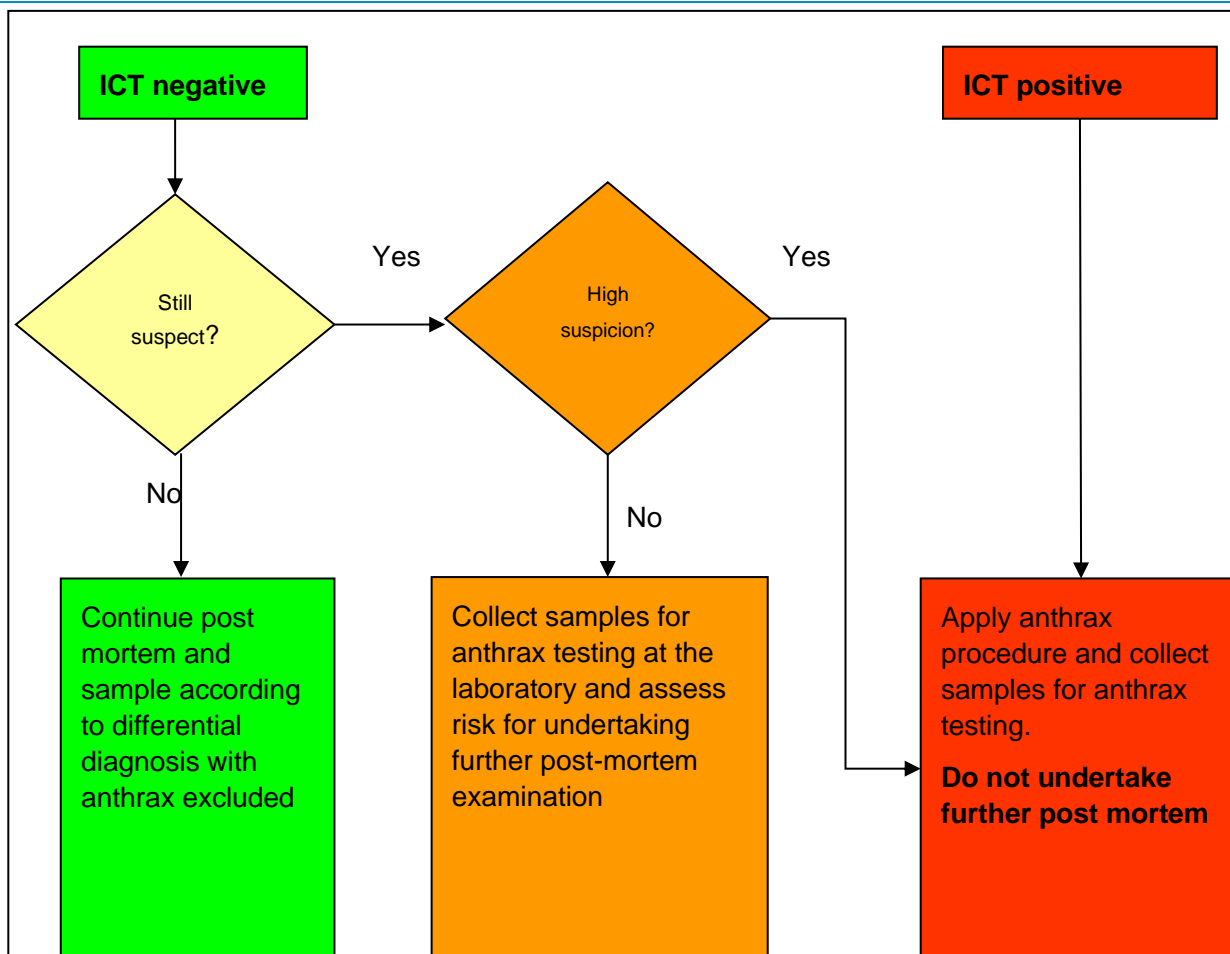 ICT negative
ICT positive
Yes
Yes
Still
suspect?
High
suspicion?
No
No
Continue post
mortem and
sample according
to differential
diagnosis with
anthrax excluded
Collect samples for
anthrax testing at the
laboratory and assess
risk for undertaking
further post-mortem
examination
Apply anthrax
procedure and collect
samples for anthrax
testing.
Do not undertake
further post mortem